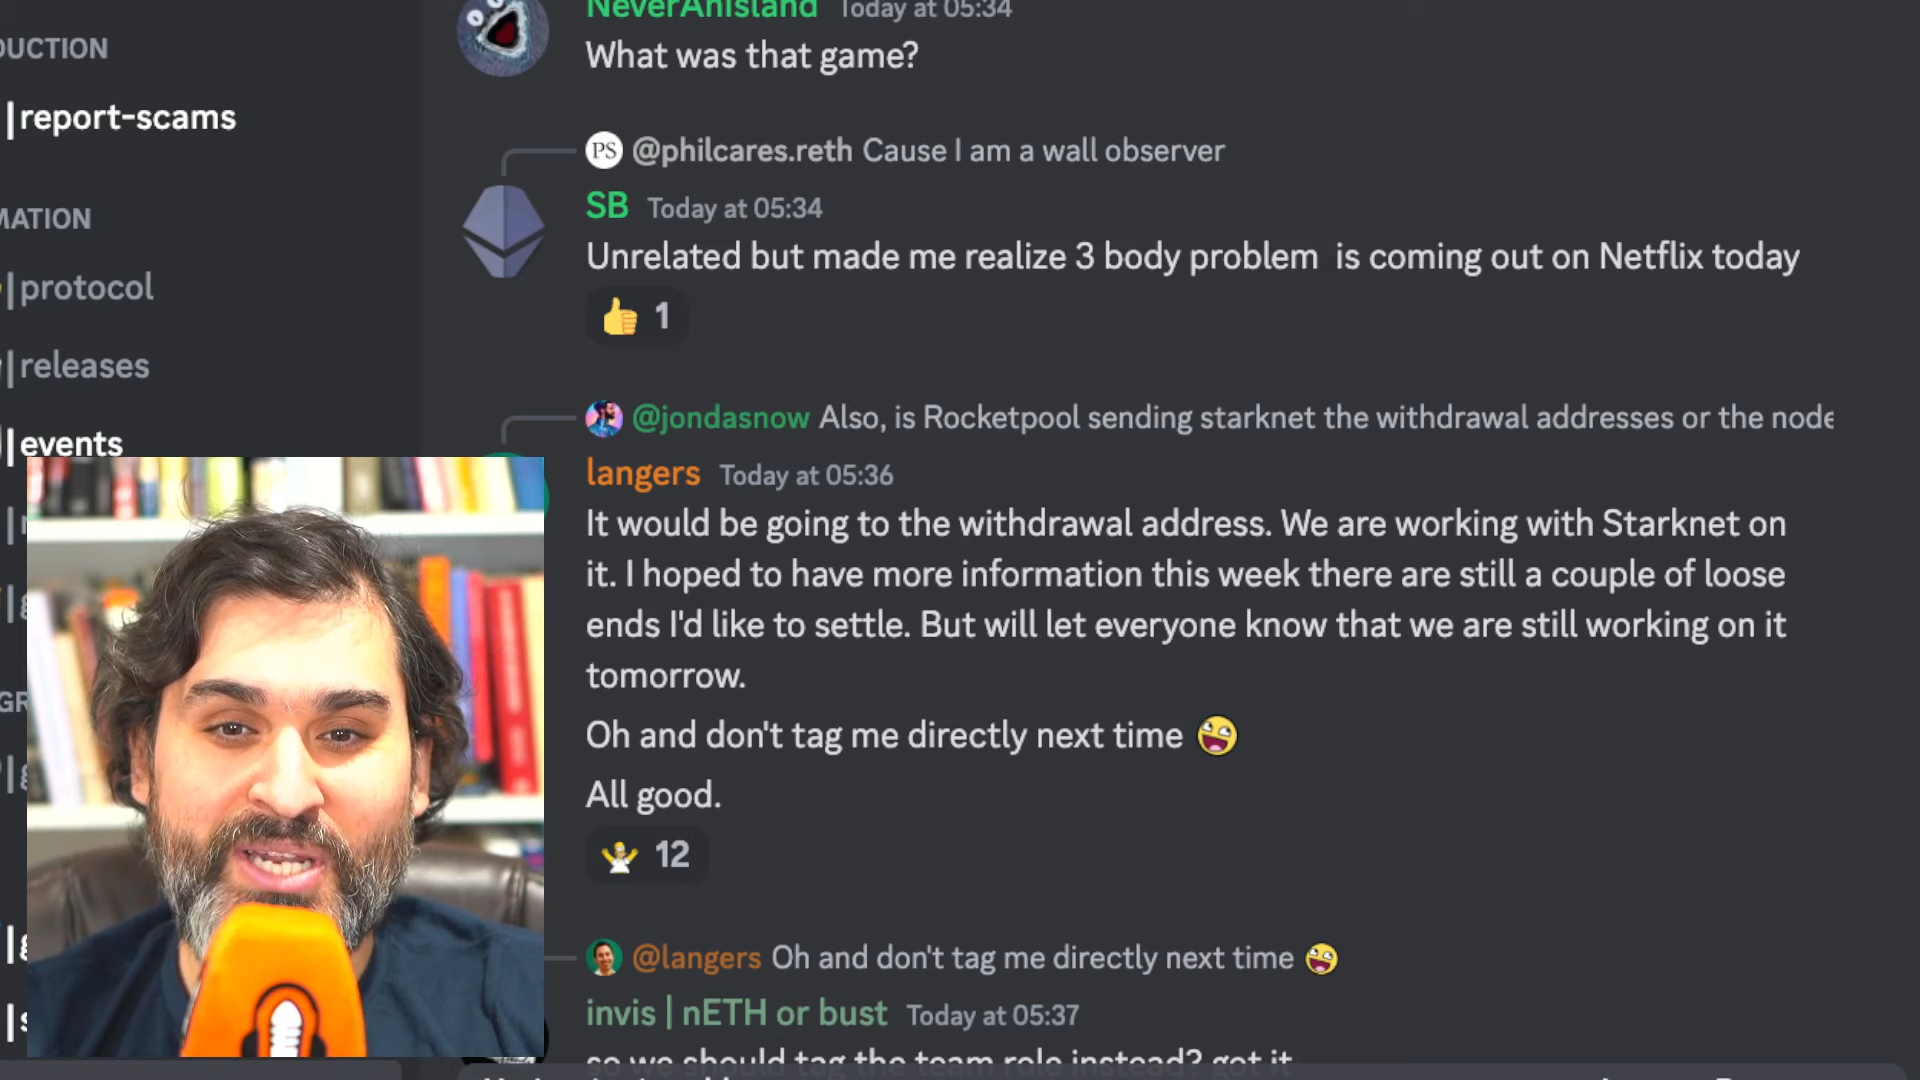 NeverAnIsland Today at 05:34
What was that game?
DUCTION
|report-scams
PS @philcares.reth Cause I am a wall observer
SB Today at 05:34
MATION
Unrelated but made me realize 3 body problem is coming out on Netflix today
|protocol
1
|releases
@jondasnow Also, is Rocketpool sending starknet the withdrawal addresses or the node
|events
langers Today at 05:36
It would be going to the withdrawal address. We are working with Starknet on
it. I hoped to have more information this week there are still a couple of loose
ends I'd like to settle. But will let everyone know that we are still working on it
tomorrow.
Oh and don't tag me directly next time
All good.
12
@langers Oh and don't tag me directly next time
invis | nETH or bust Today at 05:37
so we should tag the team role instead? got it